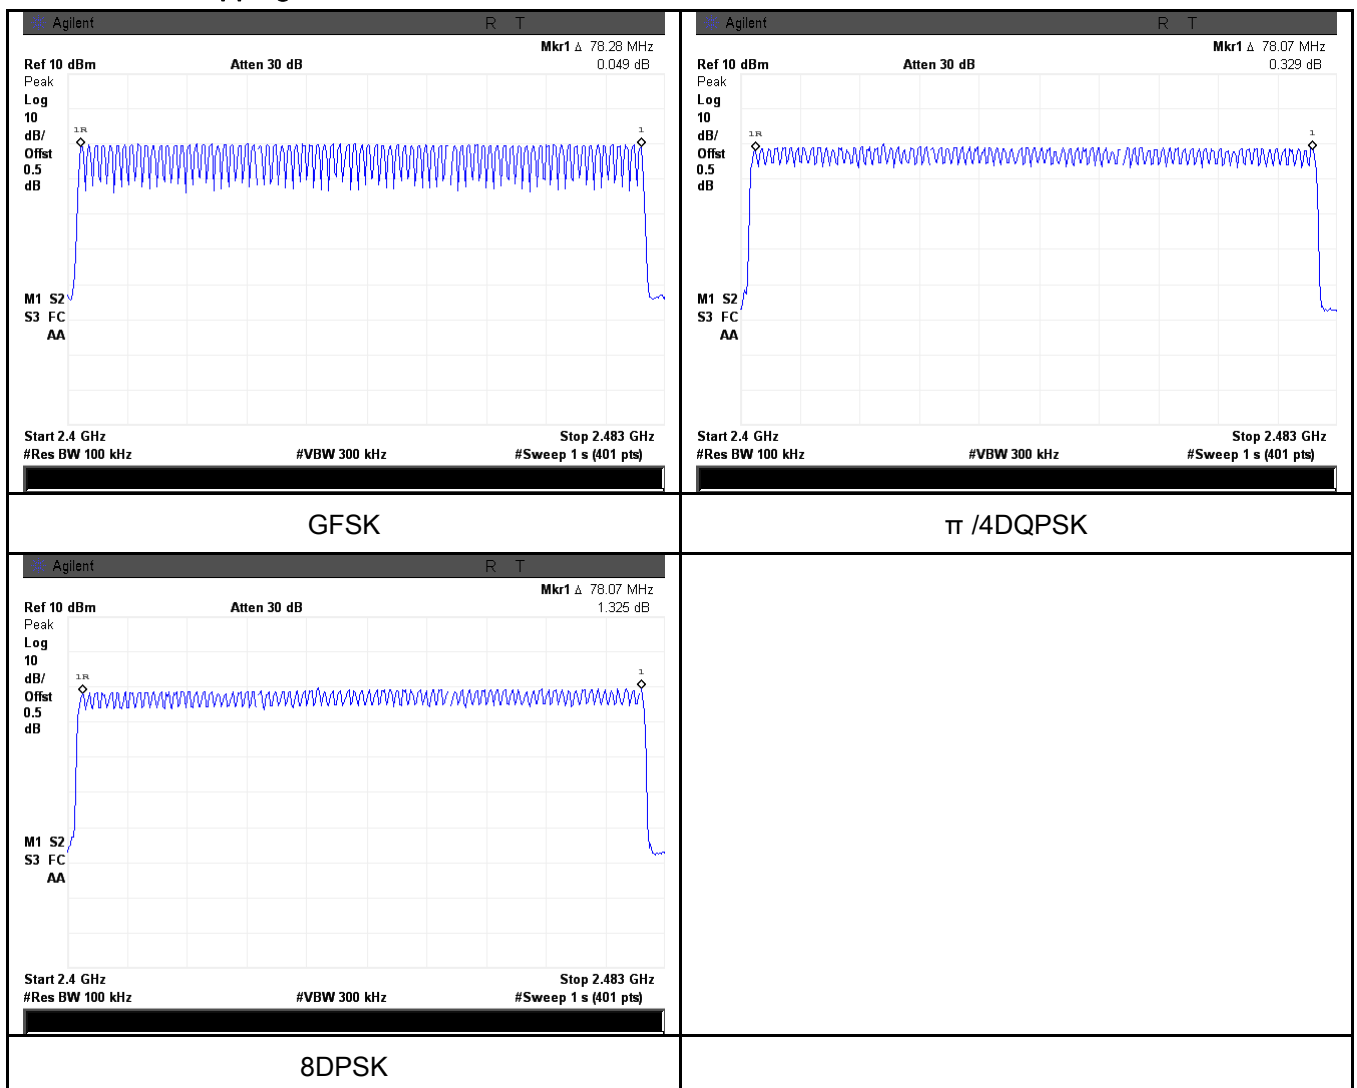 Agilent R T
Mkr1 Δ 78.28 MHz
Ref 10 dBm Atten 30 dB 0.049 dB
Peak
Log
10
dB/
Offst
0.5
dB
1R 1
M1 S2
S3 FC
AA
Start 2.4 GHz Stop 2.483 GHz
#Res BW 100 kHz #VBW 300 kHz #Sweep 1 s (401 pts)
GFSK
Agilent R T
Mkr1 Δ 78.07 MHz
Ref 10 dBm Atten 30 dB 0.329 dB
Peak
Log
10
dB/
Offst
0.5
dB
1R 1
M1 S2
S3 FC
AA
Start 2.4 GHz Stop 2.483 GHz
#Res BW 100 kHz #VBW 300 kHz #Sweep 1 s (401 pts)
π /4DQPSK
Agilent R T
Mkr1 Δ 78.07 MHz
Ref 10 dBm Atten 30 dB 1.325 dB
Peak
Log
10
dB/
Offst
0.5
dB
1R 1
M1 S2
S3 FC
AA
Start 2.4 GHz Stop 2.483 GHz
#Res BW 100 kHz #VBW 300 kHz #Sweep 1 s (401 pts)
8DPSK